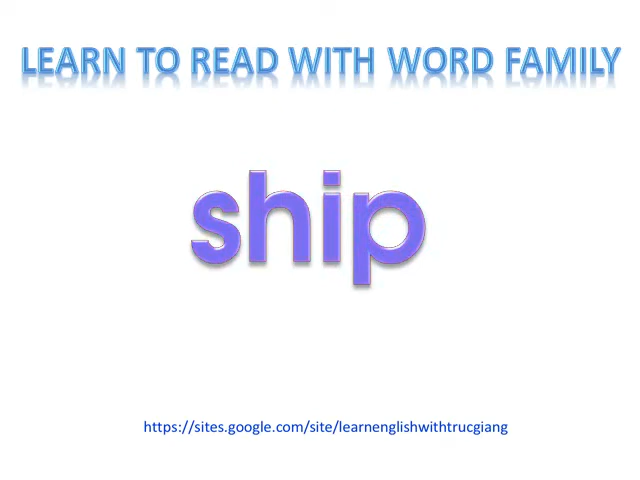 LEARN TO READ WITH WORD FAMILY
ship
https://sites.google.com/site/learnenglishwithtrucgiang